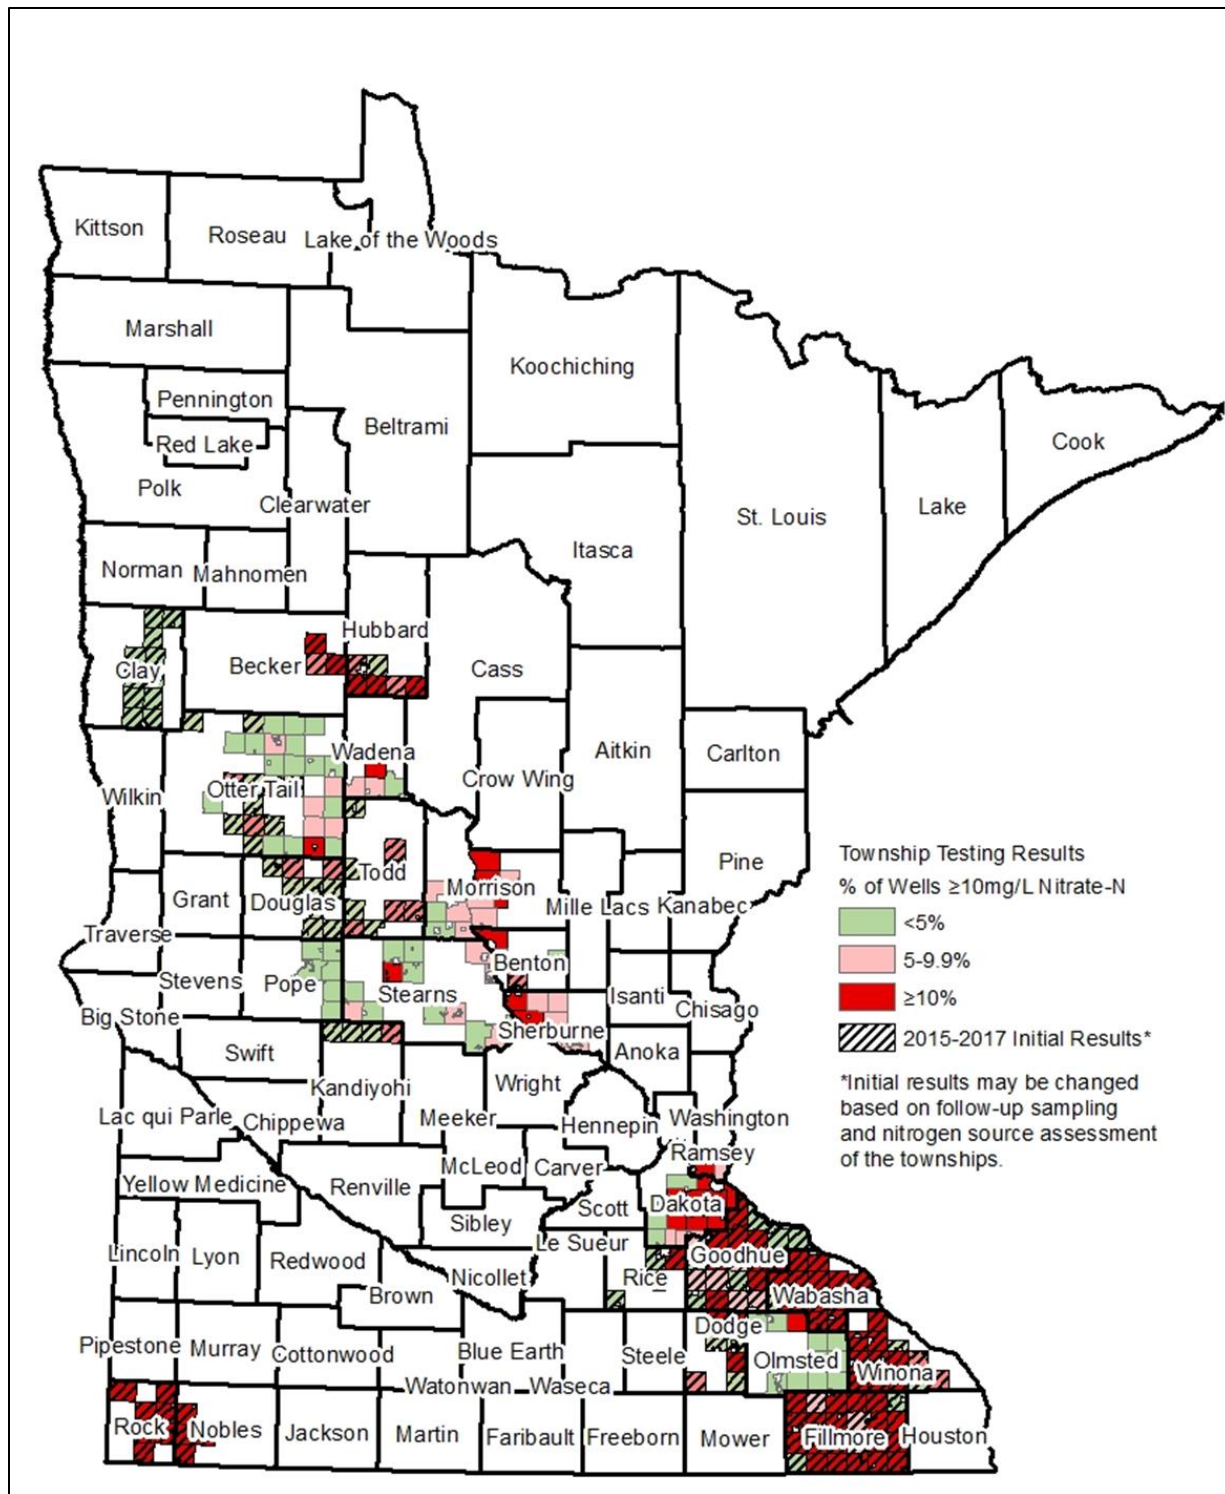 Kittson
Roseau
Lake of the Woods
Marshall
Koochiching
Pennington
Beltrami
Red Lake
Cook
Polk
Clearwater
Lake
St. Louis
Itasca
Norman
Mahnomen
Hubbard
Clay
Becker
Cass
Wadena
Aitkin
Carlton
Crow Wing
Otter Tail
Wilkin
Pine
Todd
Morrison
Grant
Douglas
Mille Lacs
Kanabec
Traverse
Benton
Stevens
Pope
Stearns
Isanti
Chisago
Big Stone
Sherburne
Swift
Anoka
Kandiyohi
Wright
Lac qui Parle
Chippewa
Meeker
Hennepin
Washington
Ramsey
McLeod
Carver
Yellow Medicine
Renville
Dakota
Scott
Sibley
Le Sueur
Lincoln
Lyon
Redwood
Goodhue
Nicollet
Rice
Brown
Wabasha
Dodge
Pipestone
Murray
Cottonwood
Blue Earth
Steele
Olmsted
Winona
Watonwan
Waseca
Rock
Nobles
Jackson
Martin
Faribault
Freeborn
Mower
Fillmore
Houston
Township Testing Results
% of Wells ≥10mg/L Nitrate-N
<5%
5-9.9%
≥10%
2015-2017 Initial Results*
*Initial results may be changed
based on follow-up sampling
and nitrogen source assessment
of the townships.